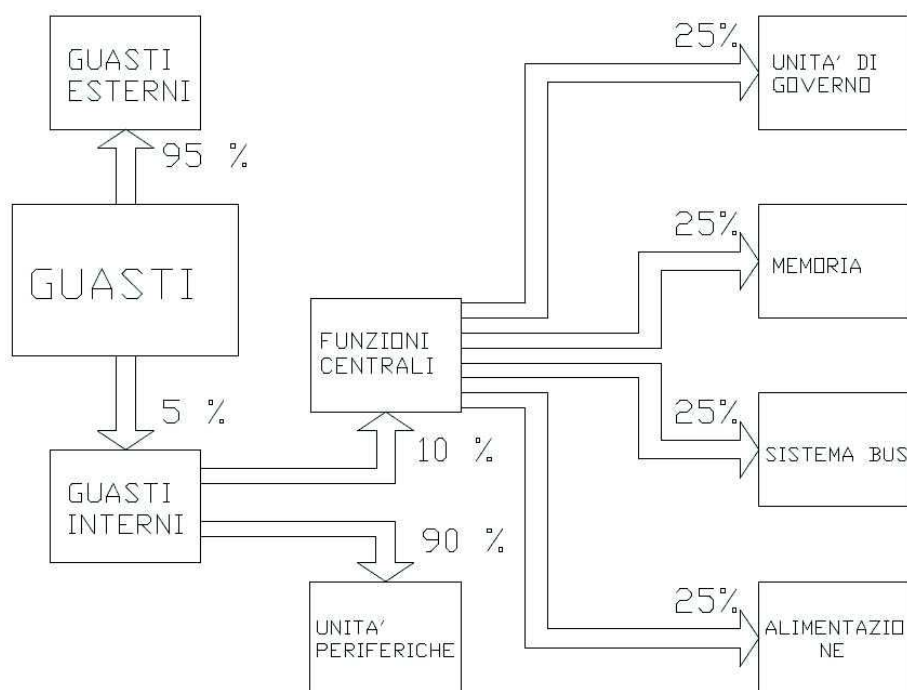 GUASTI
ESTERNI
95 %
GUASTI
5 %
GUASTI
INTERNI
10 %
90 %
FUNZIONI
CENTRALI
UNITA' 
PERIFERICHE
25%
UNITA' DI
GOVERNO
25%
MEMORIA
25%
SISTEMA BUS
25%
ALIMENTAZIO
NE